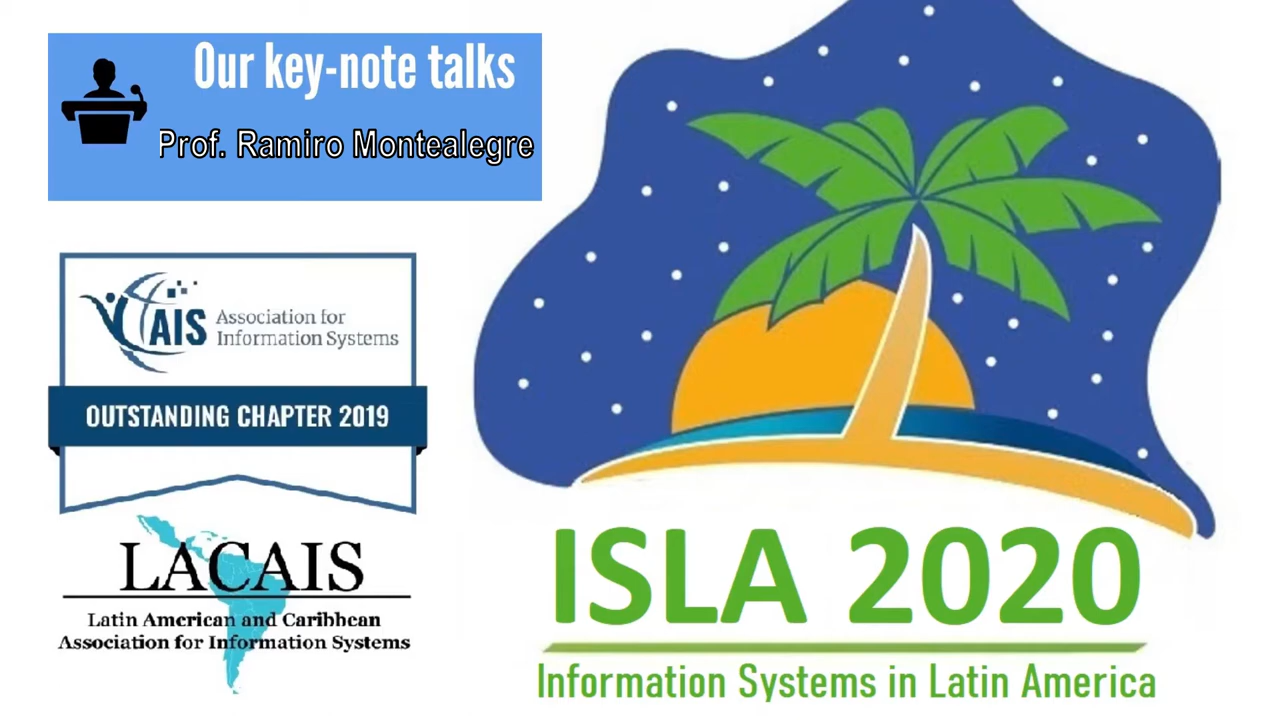 Our key-note talks
Prof. Ramiro Montealegre
AIS
Association for
Information Systems
OUTSTANDING CHAPTER 2019
LACAIS
Latin American and Caribbean
Association for Information Systems
ISLA 2020
Information Systems in Latin America